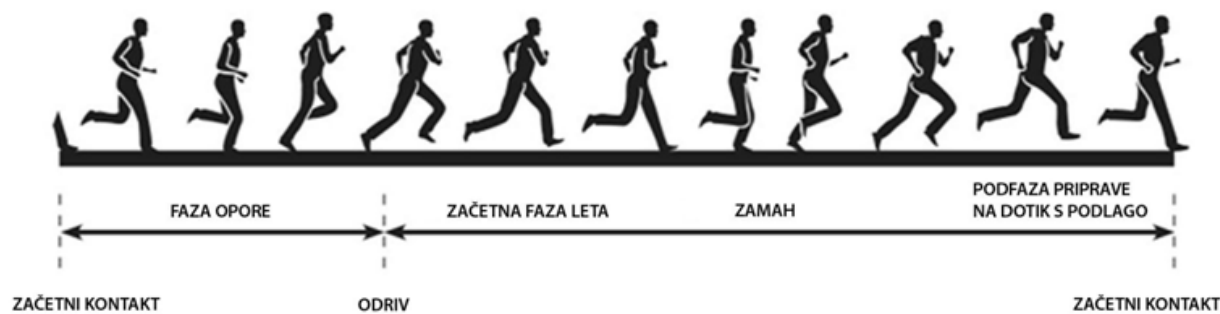 FAZA OPORE
ZAČETNA FAZA LETA
ZAMAH
PODFAZA PRIPRAVE
NA DOTIK S PODLAGO
ZAČETNI KONTAKT
ODRIV
ZAČETNI KONTAKT